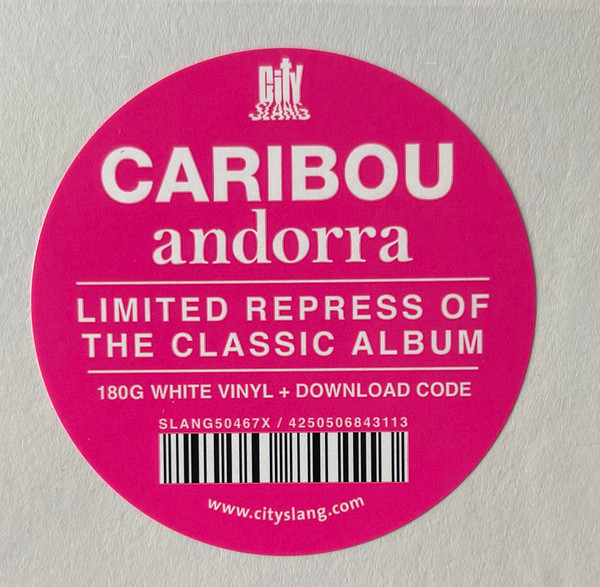 City
SLANG
CARIBOU
andorra
LIMITED REPRESS OF
THE CLASSIC ALBUM
180G WHITE VINYL + DOWNLOAD CODE
SLANG50467X / 4250506843113
www.cityslang.com